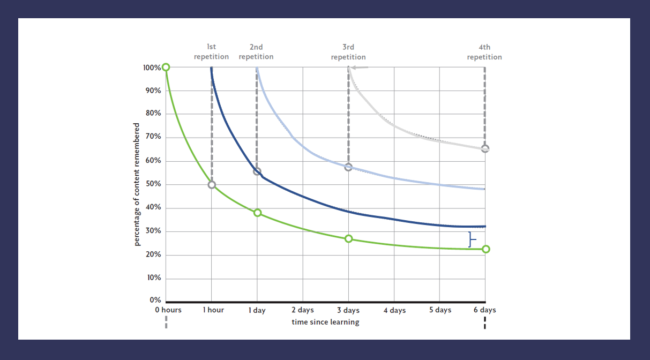 1st
repetition
2nd
repetition
3rd
repetition
4th
repetition
100%
90%
80%
70%
60%
50%
40%
30%
20%
10%
0%
percentage of content remembered
0 hours
1 hour
1 day
2 days
3 days
4 days
5 days
6 days
time since learning